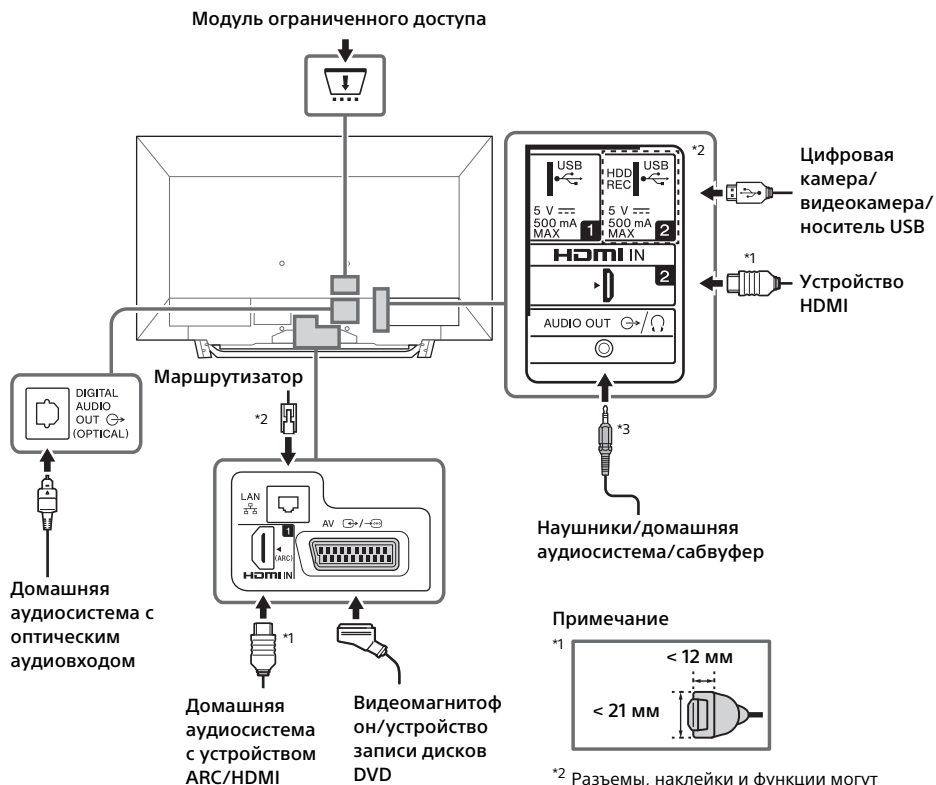 Модуль ограниченного доступа
*2
USB
HDD
REC
USB
5 V
500 mA
MAX
1
5 V
500 mA
MAX
2
HDMI IN
2
AUDIO OUT
Цифровая
камера/
видеокамера/
носитель USB
*1
Устройство
HDMI
Маршрутизатор
*2
DIGITAL
AUDIO
OUT
(OPTICAL)
*3
LAN
AV
1
(ARC)
HDMI IN
Наушники/домашняя
аудиосистема/сабвуфер
Домашняя
аудиосистема с
оптическим
аудиовходом
*1
Домашняя
аудиосистема
с устройством
ARC/HDMI
Видеомагнитоф
он/устройство
записи дисков
DVD
Примечание
*1
< 12 мм
< 21 мм
*2 Разъемы, наклейки и функции могут